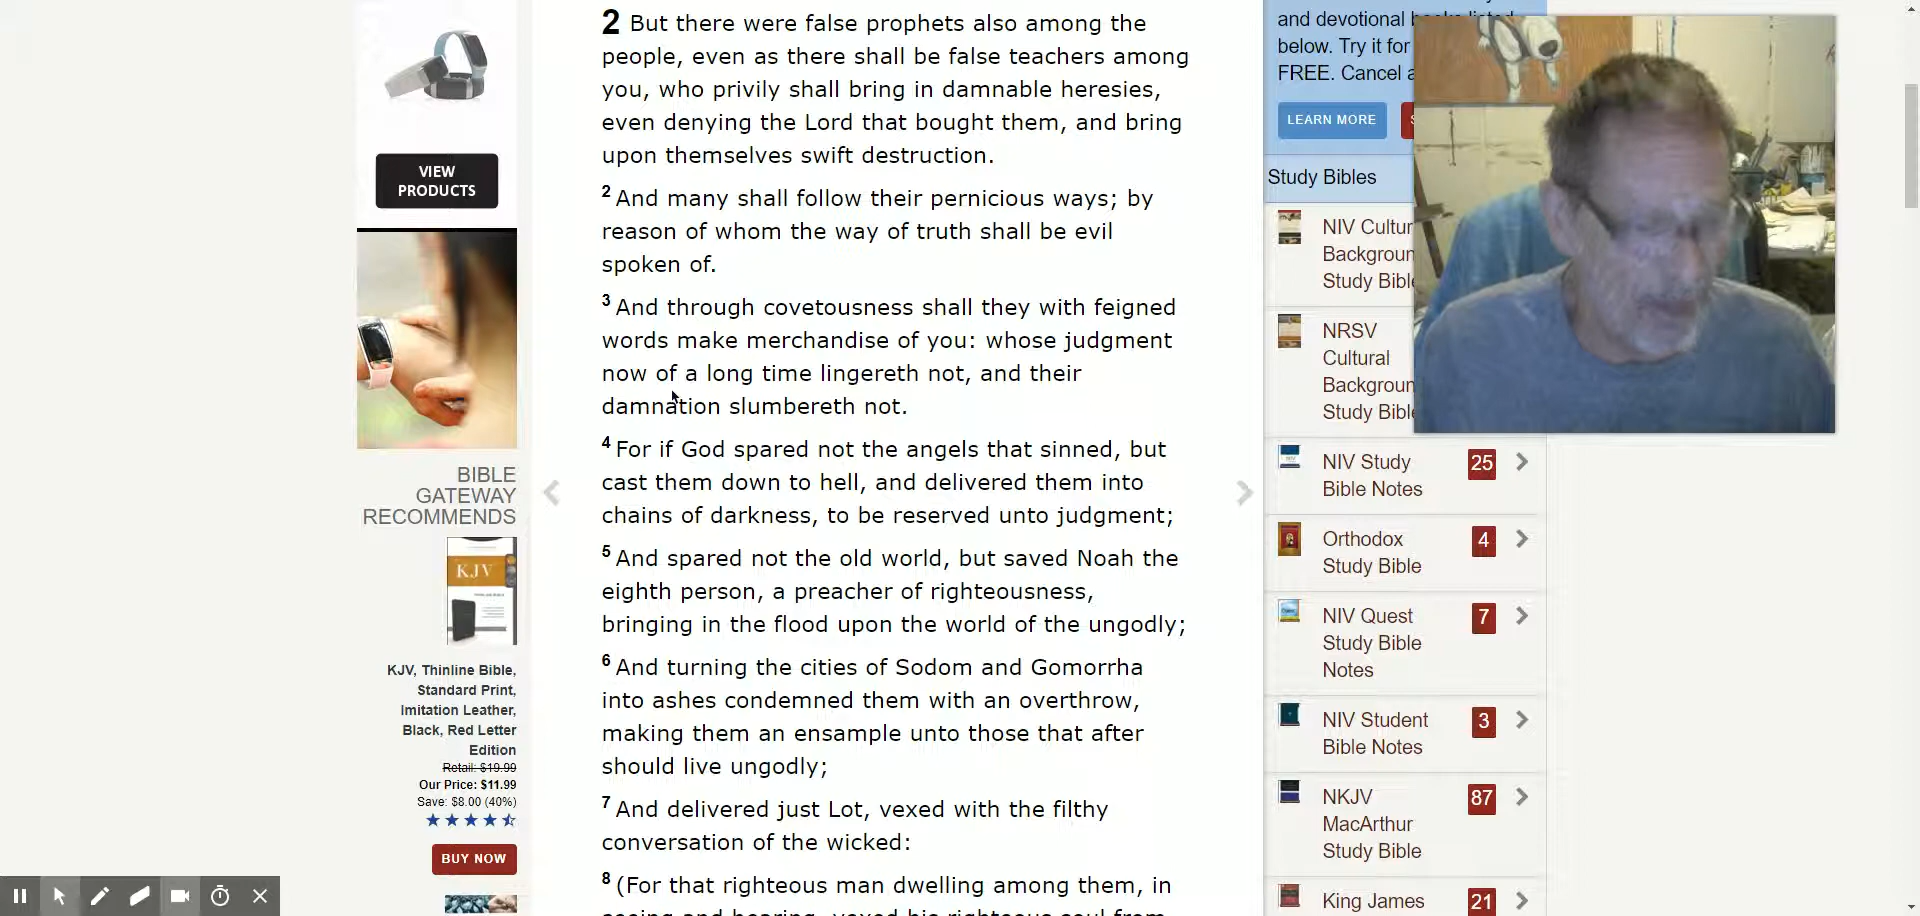 VIEW
PRODUCTS
BIBLE
GATEWAY
RECOMMENDS
KJV
KJV, Thinline Bible,
Standard Print,
Imitation Leather,
Black, Red Letter
Edition
Retail: $19.99
Our Price: $11.99
Save: $8.00 (40%)
BUY NOW
2 But there were false prophets also among the
people, even as there shall be false teachers among
you, who privily shall bring in damnable heresies,
even denying the Lord that bought them, and bring
upon themselves swift destruction.
2 And many shall follow their pernicious ways; by
reason of whom the way of truth shall be evil
spoken of.
3 And through covetousness shall they with feigned
words make merchandise of you: whose judgment
now of a long time lingereth not, and their
damnation slumbereth not.
4 For if God spared not the angels that sinned, but
cast them down to hell, and delivered them into
chains of darkness, to be reserved unto judgment;
5 And spared not the old world, but saved Noah the
eighth person, a preacher of righteousness,
bringing in the flood upon the world of the ungodly;
6 And turning the cities of Sodom and Gomorrha
into ashes condemned them with an overthrow,
making them an ensample unto those that after
should live ungodly;
7 And delivered just Lot, vexed with the filthy
conversation of the wicked:
8 (For that righteous man dwelling among them, in
and devotional
below. Try it for
FREE. Cancel
LEARN MORE
Study Bibles
NIV Cultur
Backgroun
Study Bible
NRSV
Cultural
Backgroun
Study Bible
NIV Study
Bible Notes
25
Orthodox
Study Bible
4
NIV Quest
Study Bible
Notes
7
NIV Student
Bible Notes
3
NKJV
MacArthur
Study Bible
87
King James
21